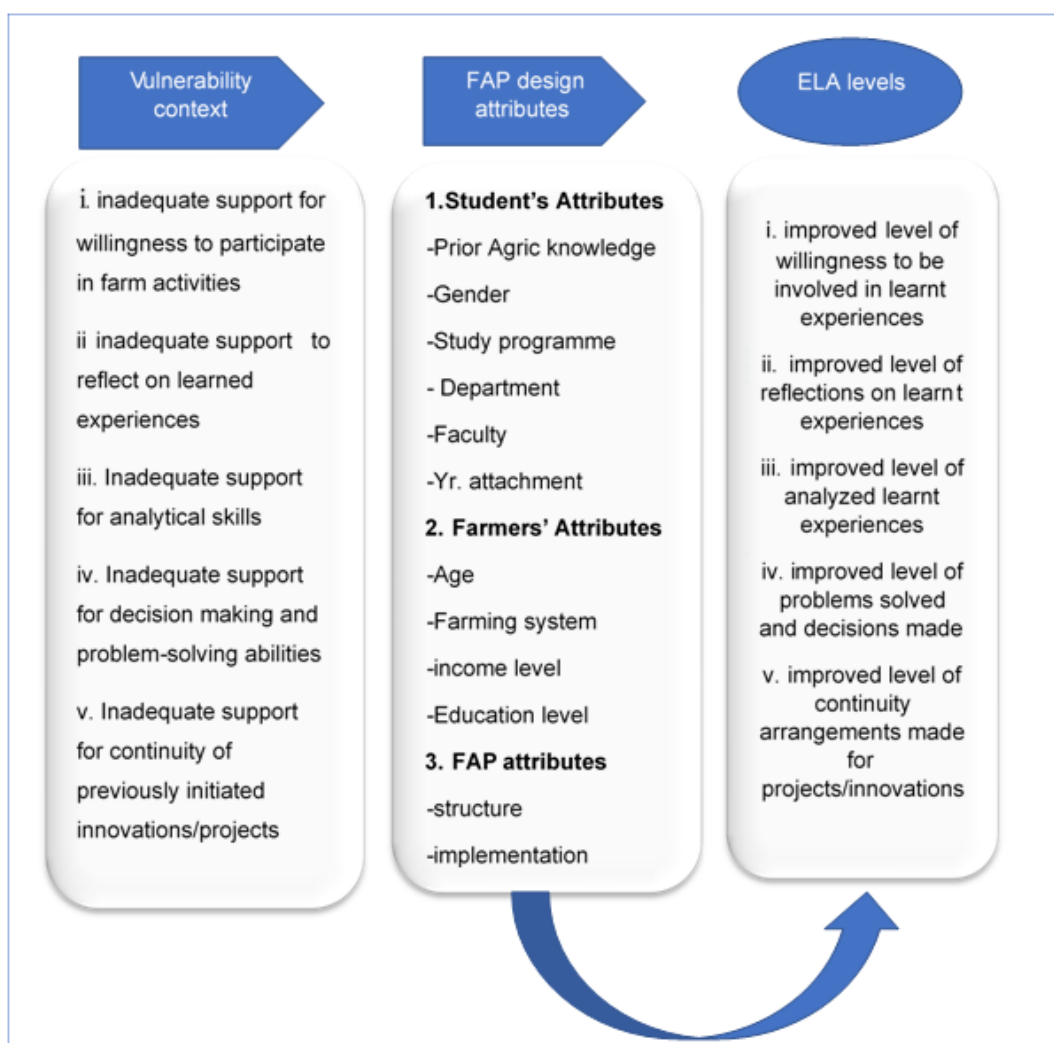 Vulnerability
context
i. inadequate support for
willingness to participate
in farm activities
ii inadequate support to
reflect on learned
experiences
iii. Inadequate support
for analytical skills
iv. Inadequate support
for decision making and
problem-solving abilities
v. Inadequate support
for continuity of
previously initiated
innovations/projects
FAP design
attributes
1.Student’s Attributes
-Prior Agric knowledge
-Gender
-Study programme
- Department
-Faculty
-Yr. attachment
2. Farmers’ Attributes
-Age
-Farming system
-income level
-Education level
3. FAP attributes
-structure
-implementation
ELA levels
i. improved level of
willingness to be
involved in learnt
experiences
ii. improved level of
reflections on learnt
experiences
iii. improved level of
analyzed learnt
experiences
iv. improved level of
problems solved
and decisions made
v. improved level of
continuity
arrangements made
for
projects/innovations